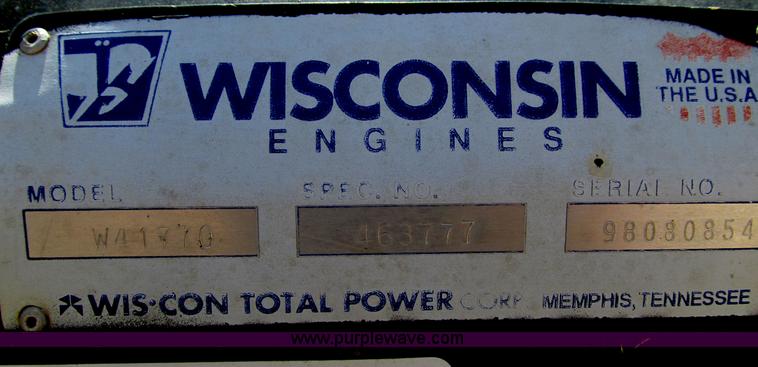 WISCONSIN
ENGINES
MADE IN
THE U.S.A
MODEL SPEC. NO. SERIAL NO.
W41770 463777 98080854
WIS·CON TOTAL POWER CORP. MEMPHIS, TENNESSEE
www.purplewave.com